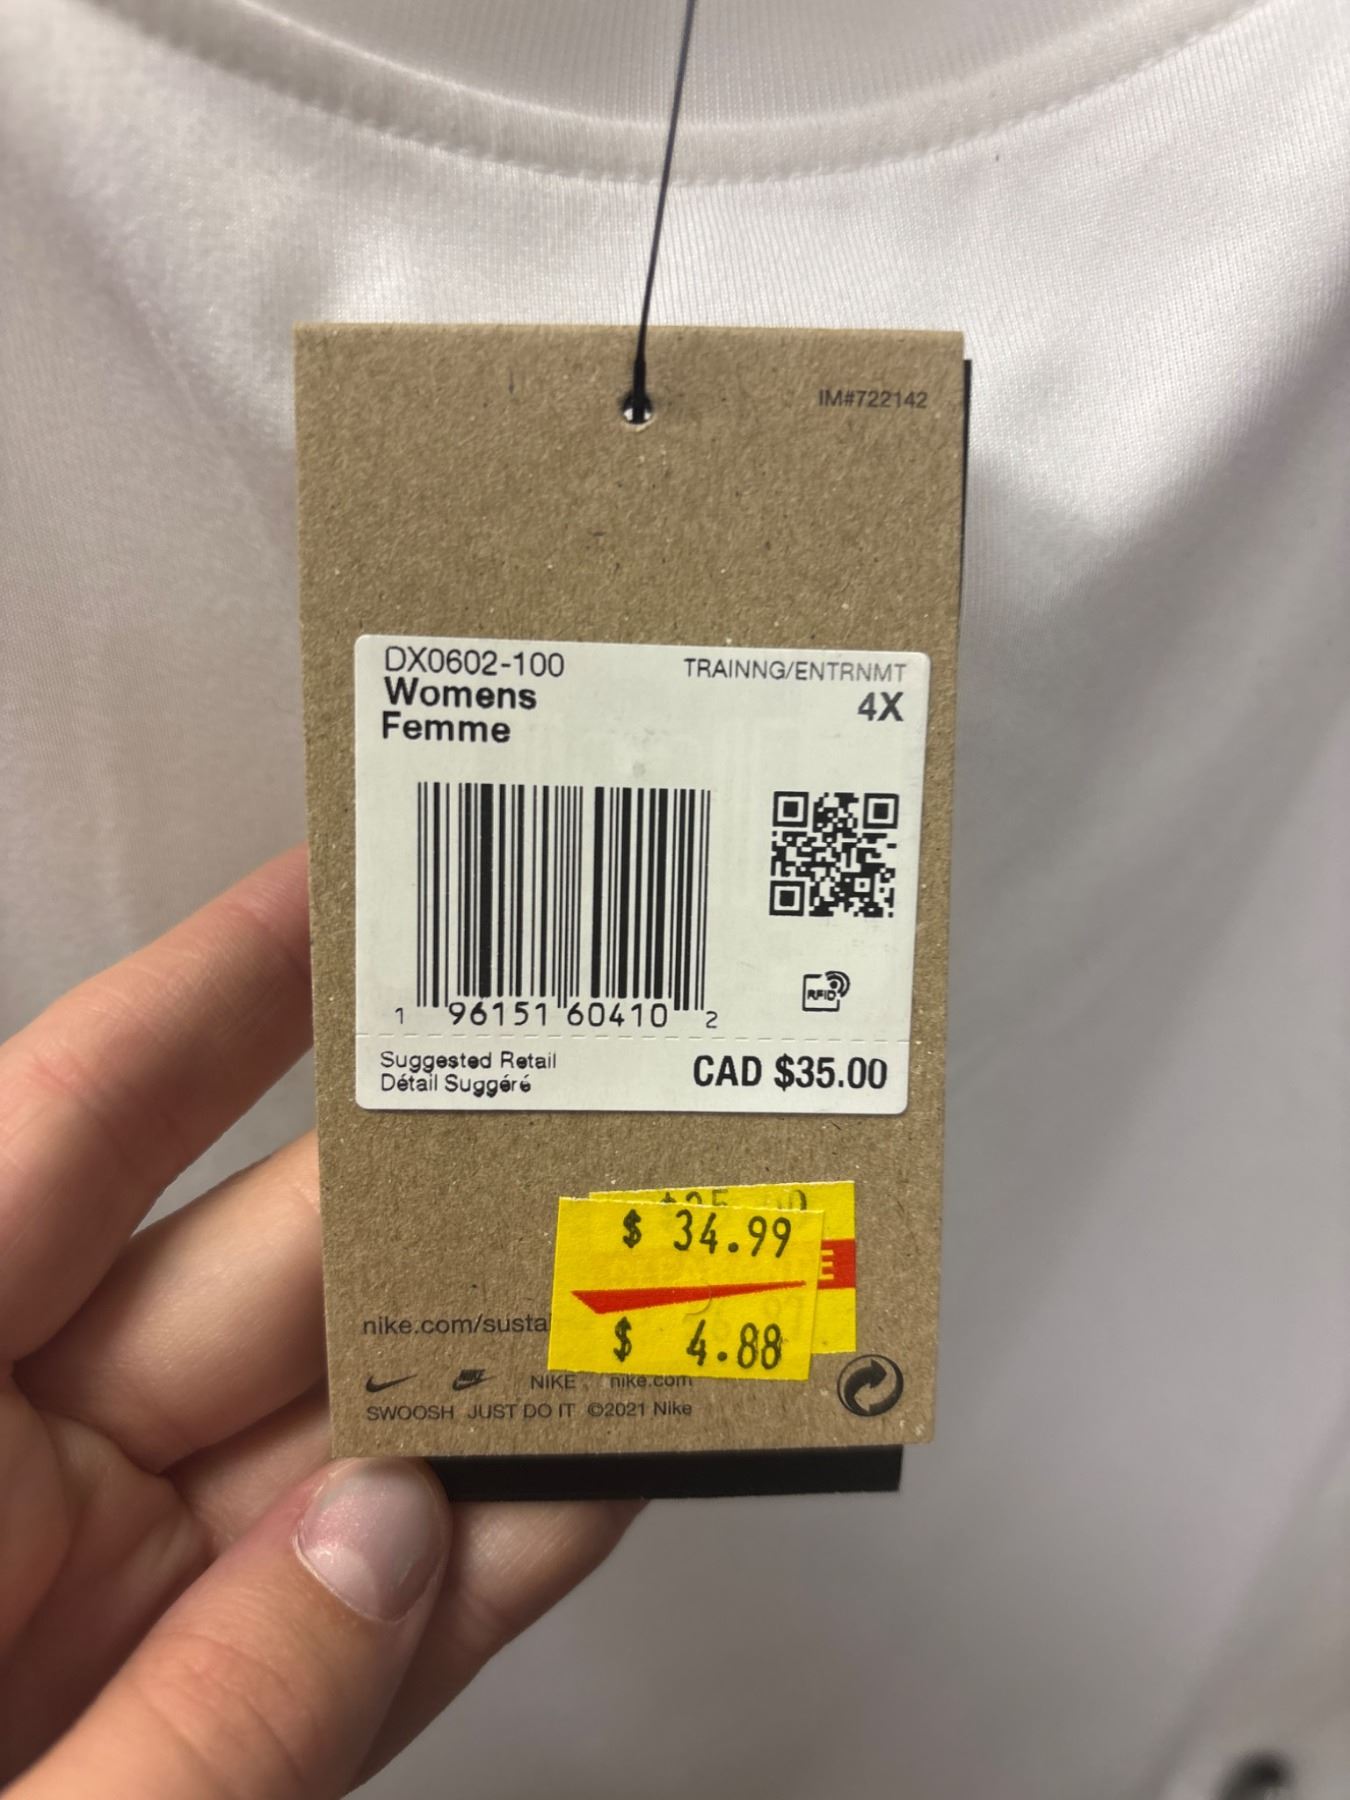 IM#722142
DX0602-100
TRAINNG/ENTRNMT
Womens
4X
Femme
RFID
1 96151 60410 2
Suggested Retail
CAD $35.00
Détail Suggéré
$ 34.99
E
$ 4.88
nike.com/susta
NIKE nike.com
SWOOSH JUST DO IT ©2021 Nike